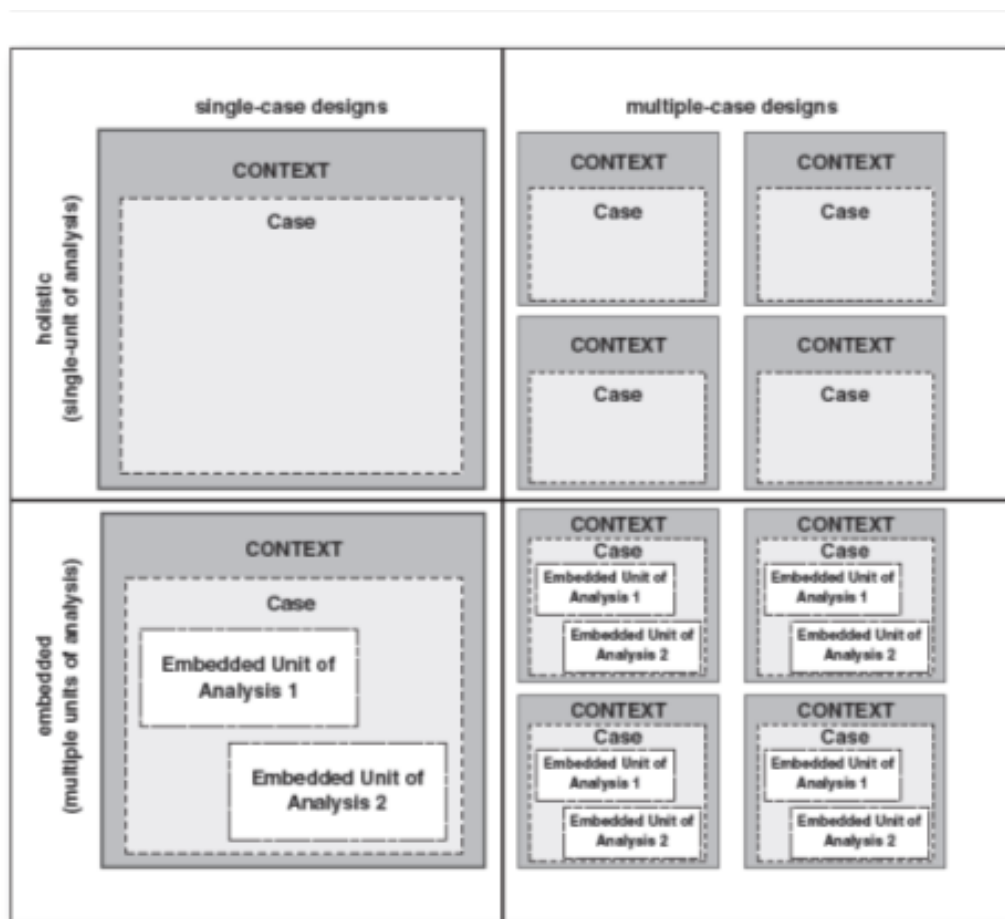 single-case designs
multiple-case designs
holistic
(single-unit of analysis)
CONTEXT
Case
CONTEXT
Case
CONTEXT
Case
CONTEXT
Case
CONTEXT
Case
embedded
(multiple units of analysis)
CONTEXT
Case
Embedded Unit of
Analysis 1
Embedded Unit of
Analysis 2
CONTEXT
Case
Embedded Unit of
Analysis 1
Embedded Unit of
Analysis 2
CONTEXT
Case
Embedded Unit of
Analysis 1
Embedded Unit of
Analysis 2
CONTEXT
Case
Embedded Unit of
Analysis 1
Embedded Unit of
Analysis 2
CONTEXT
Case
Embedded Unit of
Analysis 1
Embedded Unit of
Analysis 2